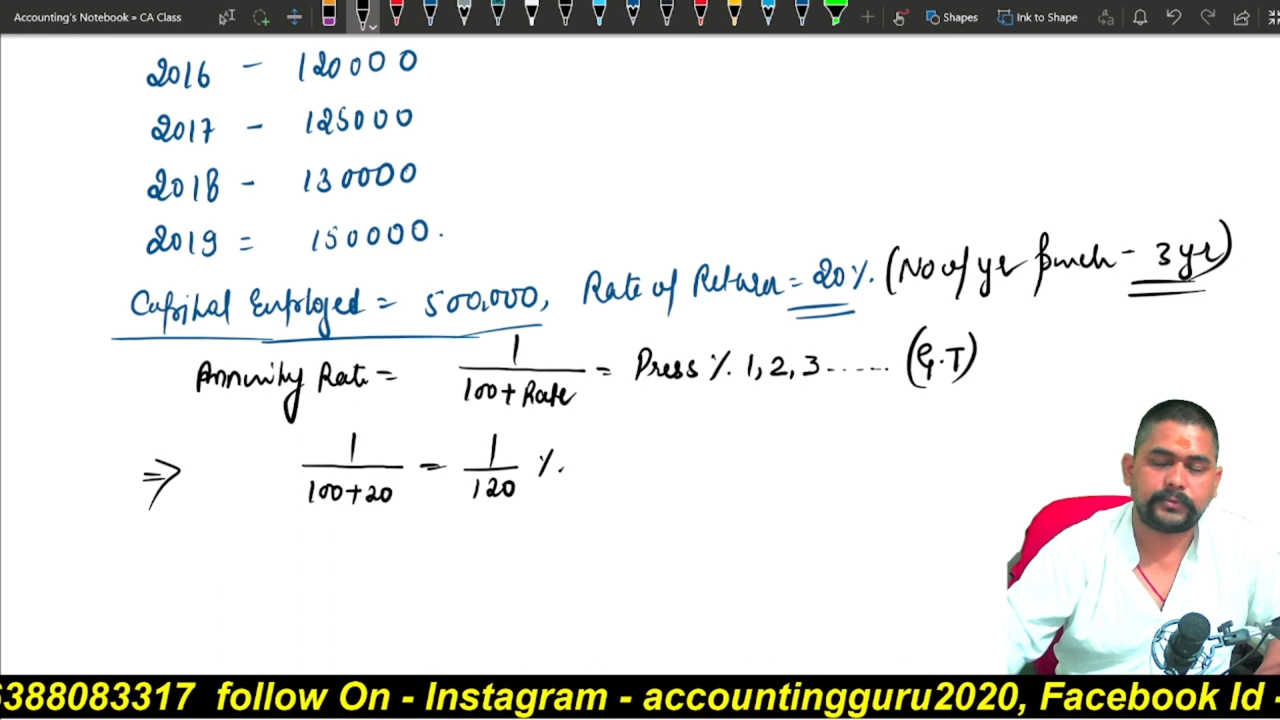 Accounting's Notebook » CA Class
Shapes
Ink to Shape
2016 - 120000
2017 - 125000
2018 - 130000
2019 = 150000.
Capital Employed = 500,000, Rate of Return = 20%. (No of yr purch - 3 yr)
Annuity Rate = 1/100+Rate = Press % 1, 2, 3 ...... (G.T)
⇒ 1/100+20 = 1/120 %.
6388083317 follow On - Instagram - accountingguru2020, Facebook Id :